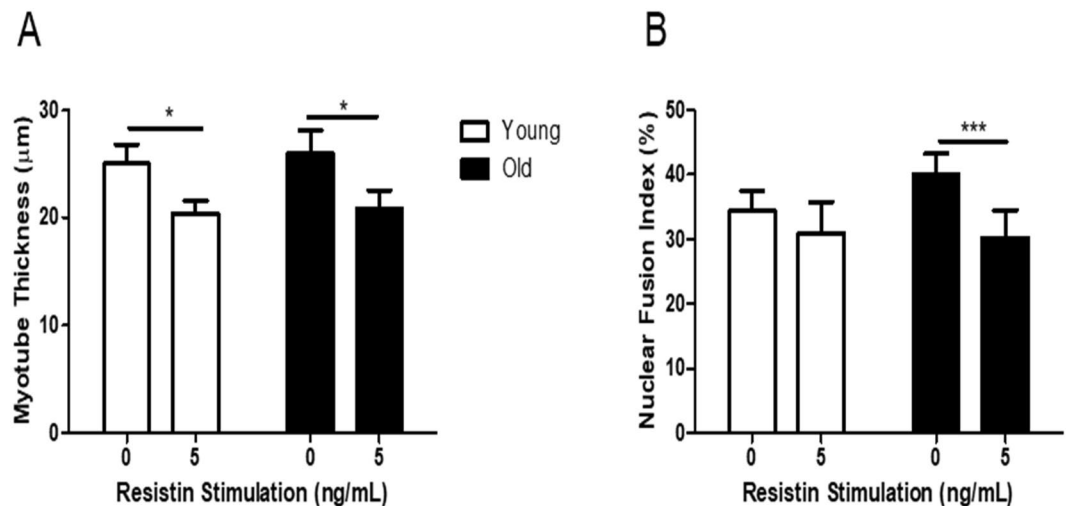 A
Myotube Thickness (μm)
30
20
10
0
*
*
0 5 0 5
Resistin Stimulation (ng/mL)
Young
Old
B
Nuclear Fusion Index (%)
50
40
30
20
10
0
***
0 5 0 5
Resistin Stimulation (ng/mL)